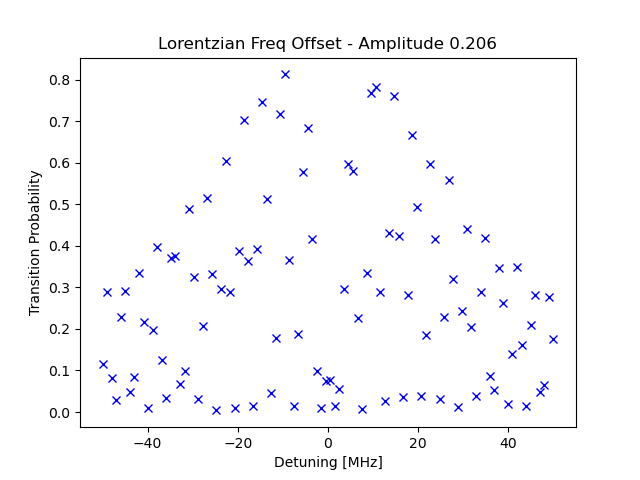 Lorentzian Freq Offset - Amplitude 0.206
Transition Probability
0.8
0.7
0.6
0.5
0.4
0.3
0.2
0.1
0.0
−40 −20 0 20 40
Detuning [MHz]